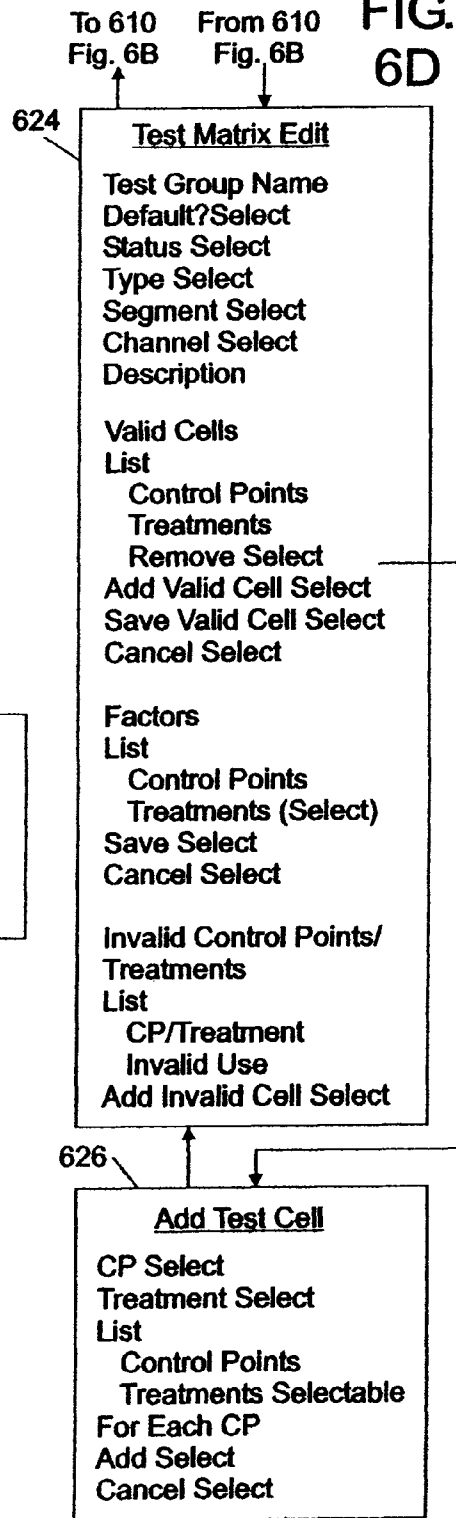 To 610
Fig. 6B
From 610
Fig. 6B
FIG.
6D
624
Test Matrix Edit
Test Group Name
Default?Select
Status Select
Type Select
Segment Select
Channel Select
Description
Valid Cells
List
Control Points
Treatments
Remove Select
Add Valid Cell Select
Save Valid Cell Select
Cancel Select
Factors
List
Control Points
Treatments (Select)
Save Select
Cancel Select
Invalid Control Points/
Treatments
List
CP/Treatment
Invalid Use
Add Invalid Cell Select
626
Add Test Cell
CP Select
Treatment Select
List
Control Points
Treatments Selectable
For Each CP
Add Select
Cancel Select